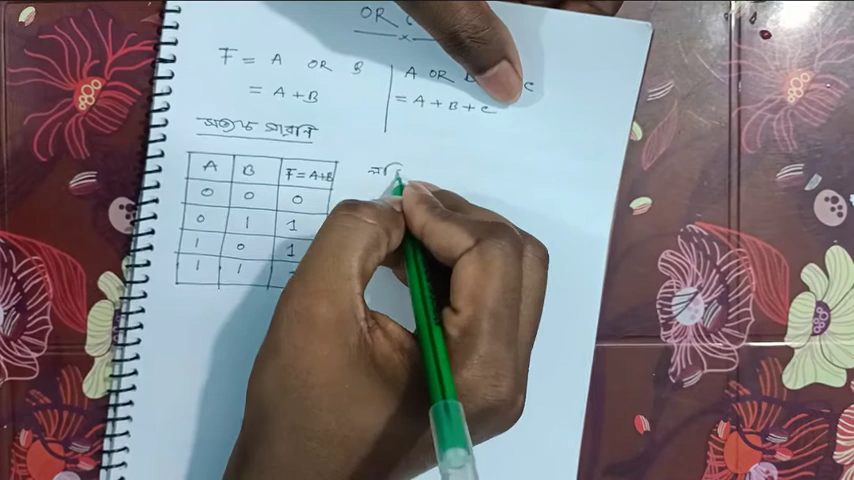 OR
F = A OR B
= A + B
A OR B C
= A + B + C
সত্যক সারণি
A B F = A+B
0 0 0
0 1 1
1 0 1
1 1